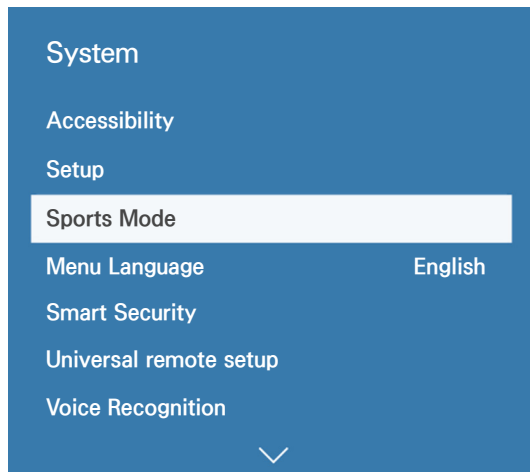 System
Accessibility
Setup
Sports Mode
Menu Language English
Smart Security
Universal remote setup
Voice Recognition